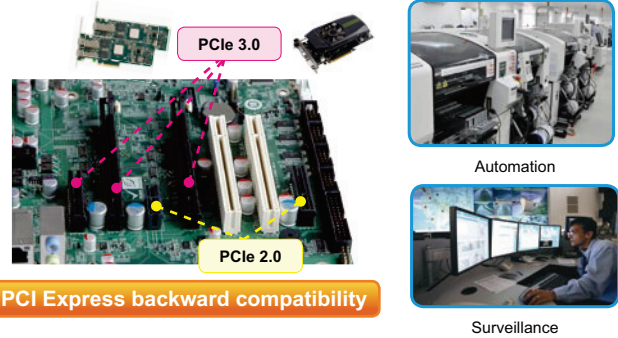 PCIe 3.0
PCIe 2.0
PCI Express backward compatibility
Automation
Surveillance